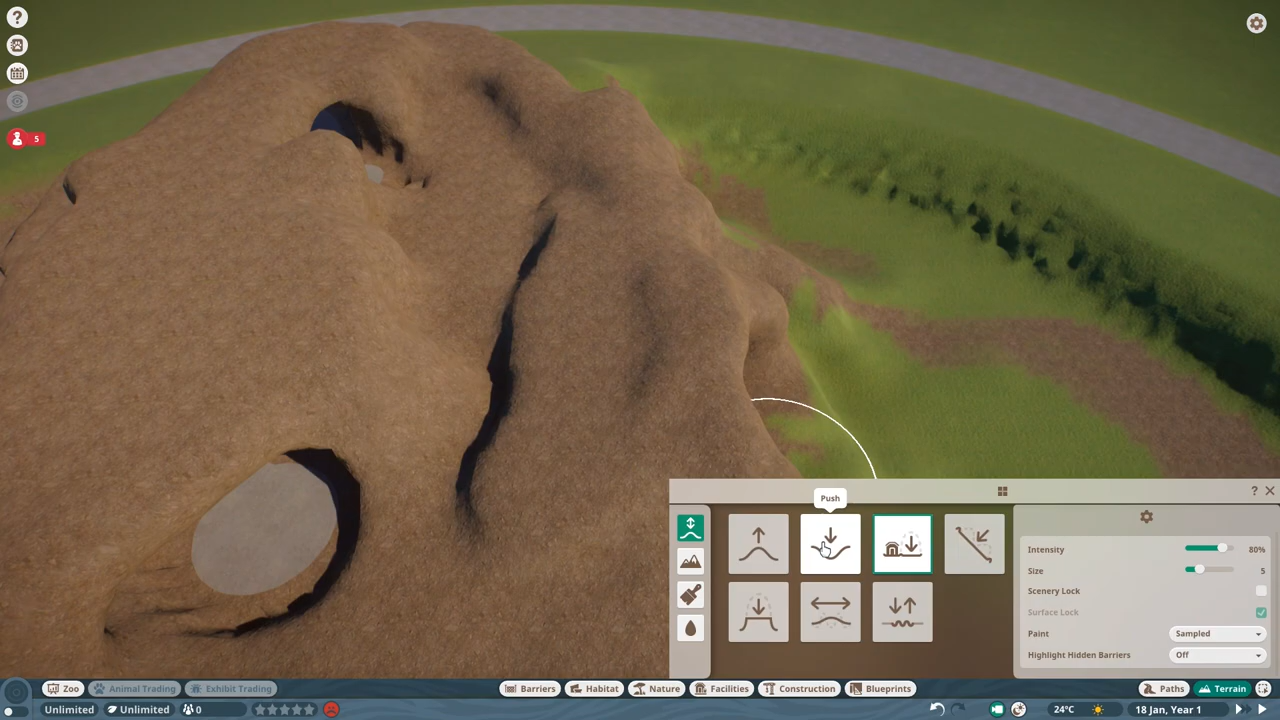 ?
5
Push
?
Intensity 80%
Size 5
Scenery Lock
Surface Lock
Paint Sampled
Highlight Hidden Barriers Off
Zoo Animal Trading Exhibit Trading Barriers Habitat Nature Facilities Construction Blueprints Paths Terrain
Unlimited Unlimited 0 24°C 18 Jan, Year 1